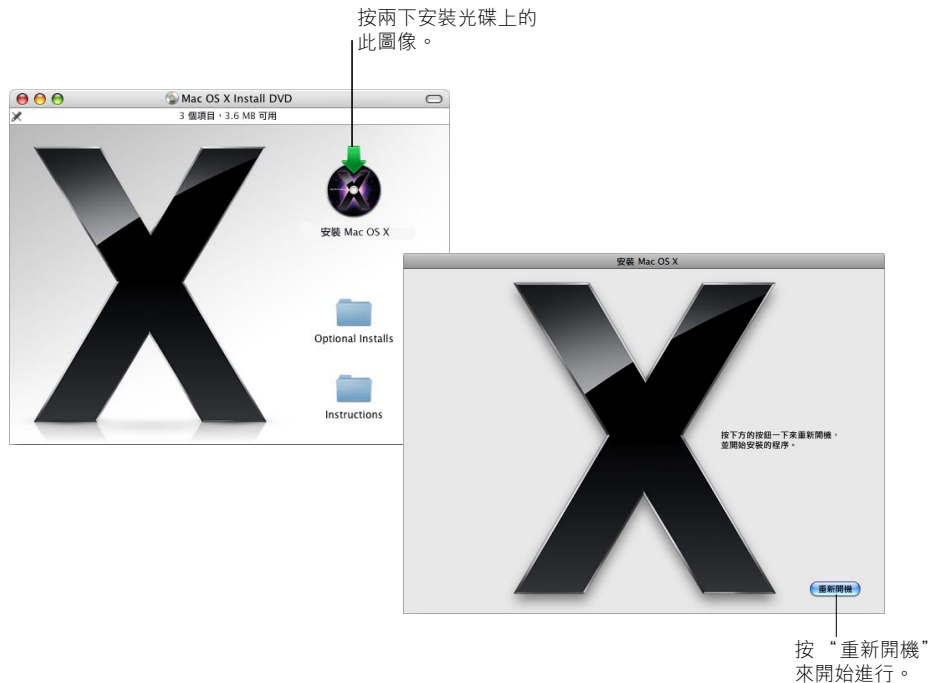 按兩下安裝光碟上的
此圖像。
Mac OS X Install DVD
3 個項目，3.6 MB 可用
安裝 Mac OS X
Optional Installs
Instructions
安裝 Mac OS X
按下方的按鈕一下來重新開機，
並開始安裝的程序。
重新開機
按 “重新開機”
來開始進行。